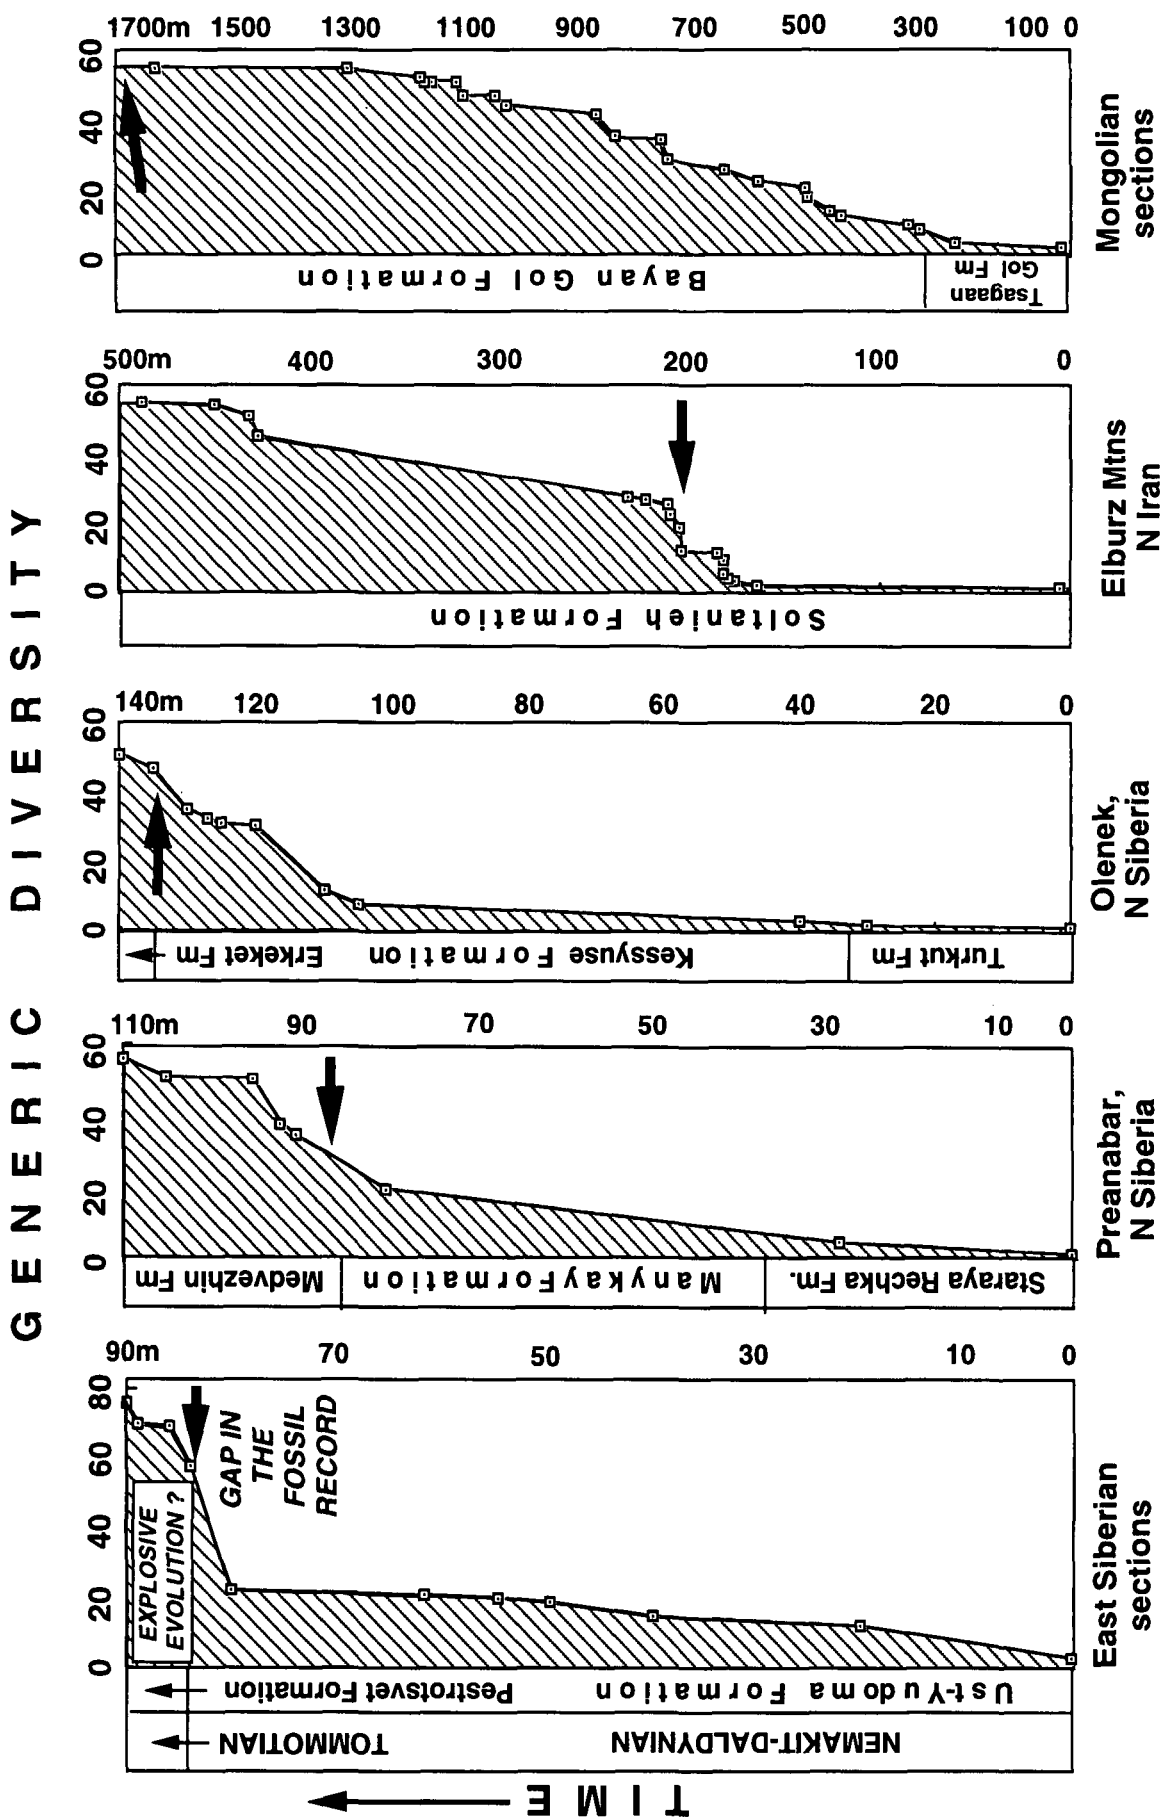 GENERIC DIVERSITY
1700m 1500 1300 1100 900 700 500 300 100 0
60
40
20
0
Bayan Gol Formation
Tsagaan
Gol Fm
Mongolian
sections
500m 400 300 200 100 0
60
40
20
0
Soltanieh Formation
Elburz Mtns
N Iran
140m 120 100 80 60 40 20 0
60
40
20
0
Erkeket Fm
Kessyuse Formation
Turkut Fm
Olenek,
N Siberia
110m 90 70 50 30 10 0
60
40
20
0
Medvezhin Fm
Manykay Formation
Staraya Rechka Fm.
Preanabar,
N Siberia
90m 70 50 30 10 0
80
60
40
20
0
GAP IN
THE
FOSSIL
RECORD
EXPLOSIVE
EVOLUTION ?
Pestrotsvet Formation
Ust-Yudoma Formation
TOMMOTIAN
NEMAKIT-DALDYNIAN
East Siberian
sections
TIME